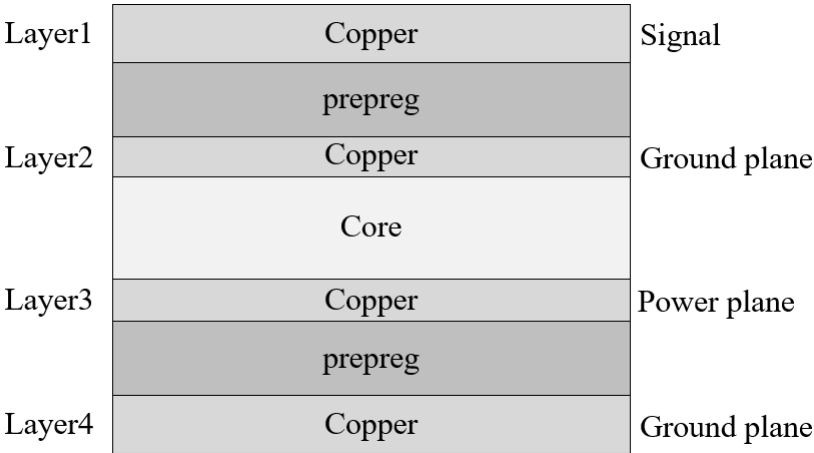 Layer1 Copper Signal
prepreg
Layer2 Copper Ground plane
Core
Layer3 Copper Power plane
prepreg
Layer4 Copper Ground plane